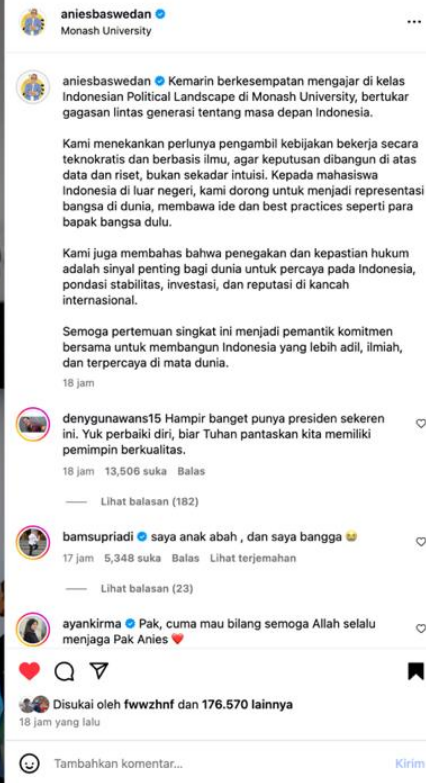 aniesbaswedan
Monash University
aniesbaswedan Kemarin berkesempatan mengajar di kelas
Indonesian Political Landscape di Monash University, bertukar
gagasan lintas generasi tentang masa depan Indonesia.
Kami menekankan perlunya pengambil kebijakan bekerja secara
teknokratis dan berbasis ilmu, agar keputusan dibangun di atas
data dan riset, bukan sekadar intuisi. Kepada mahasiswa
Indonesia di luar negeri, kami dorong untuk menjadi representasi
bangsa di dunia, membawa ide dan best practices seperti para
bapak bangsa dulu.
Kami juga membahas bahwa penegakan dan kepastian hukum
adalah sinyal penting bagi dunia untuk percaya pada Indonesia,
pondasi stabilitas, investasi, dan reputasi di kancah
internasional.
Semoga pertemuan singkat ini menjadi pemantik komitmen
bersama untuk membangun Indonesia yang lebih adil, ilmiah,
dan terpercaya di mata dunia.
18 jam
denygunawans15 Hampir banget punya presiden sekeren
ini. Yuk perbaiki diri, biar Tuhan pantaskan kita memiliki
pemimpin berkualitas.
18 jam 13,506 suka Balas
Lihat balasan (182)
bamsupriadi saya anak abah , dan saya bangga 😭
17 jam 5,348 suka Balas Lihat terjemahan
Lihat balasan (23)
ayankirma Pak, cuma mau bilang semoga Allah selalu
menjaga Pak Anies ❤️
Disukai oleh fwwzhnf dan 176.570 lainnya
18 jam yang lalu
Tambahkan komentar...
Kirim